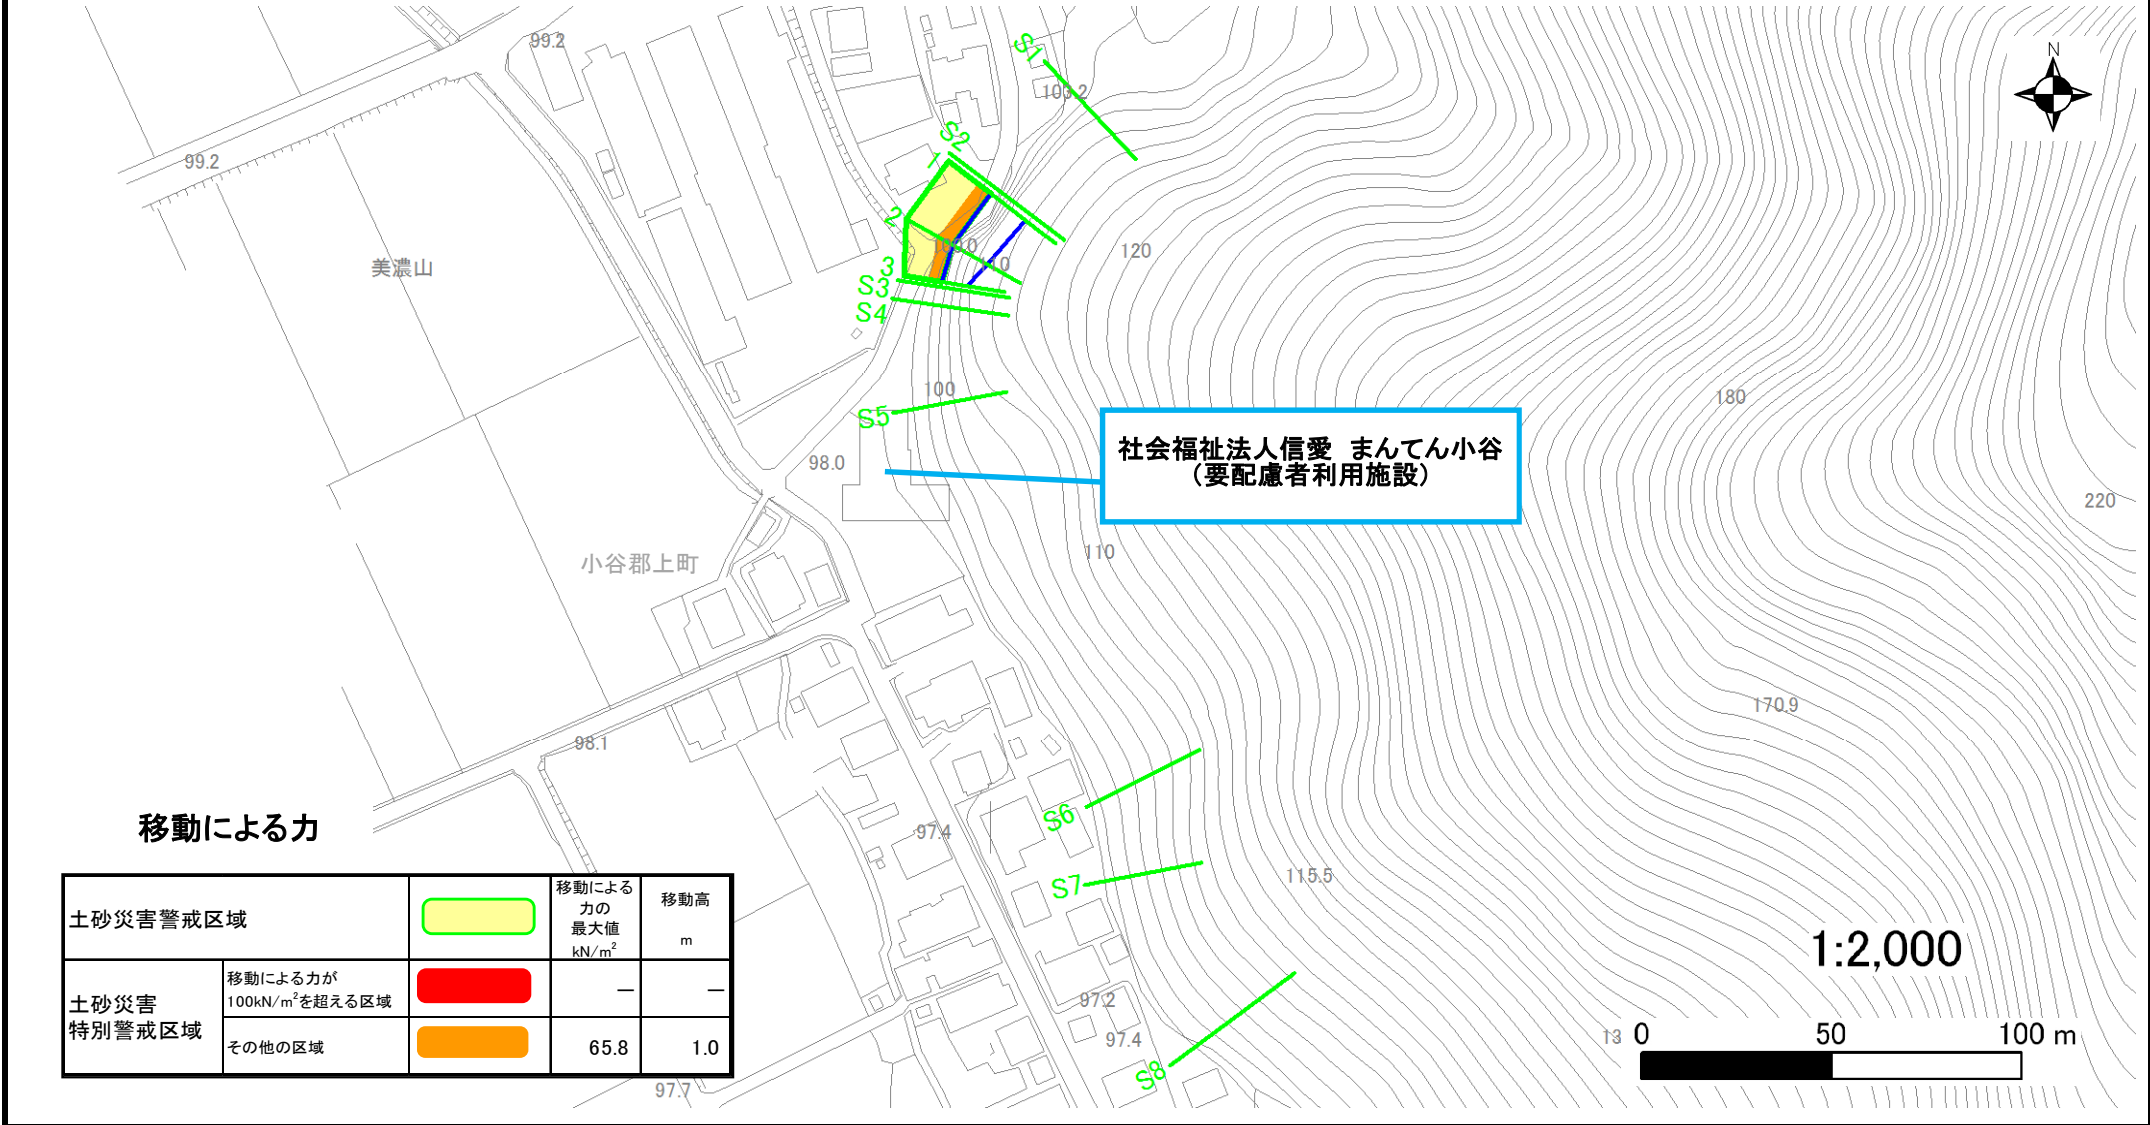 99.2
S1
N
103.2
S2
99.2
1
2
美濃山
100.0
110
120
3
S3
S4
100
S5
180
社会福祉法人信愛 まんてん小谷
（要配慮者利用施設）
98.0
220
110
小谷郡上町
170.9
98.1
S6
97.4
移動による力
115.5
S7
土砂災害警戒区域
移動による
力の
最大値
kN/m²
移動高
m
土砂災害
特別警戒区域
移動による力が
100kN/m²を超える区域
－
－
その他の区域
65.8
1.0
1:2,000
97.2
97.4
S8
13
0
50
100 m
97.7